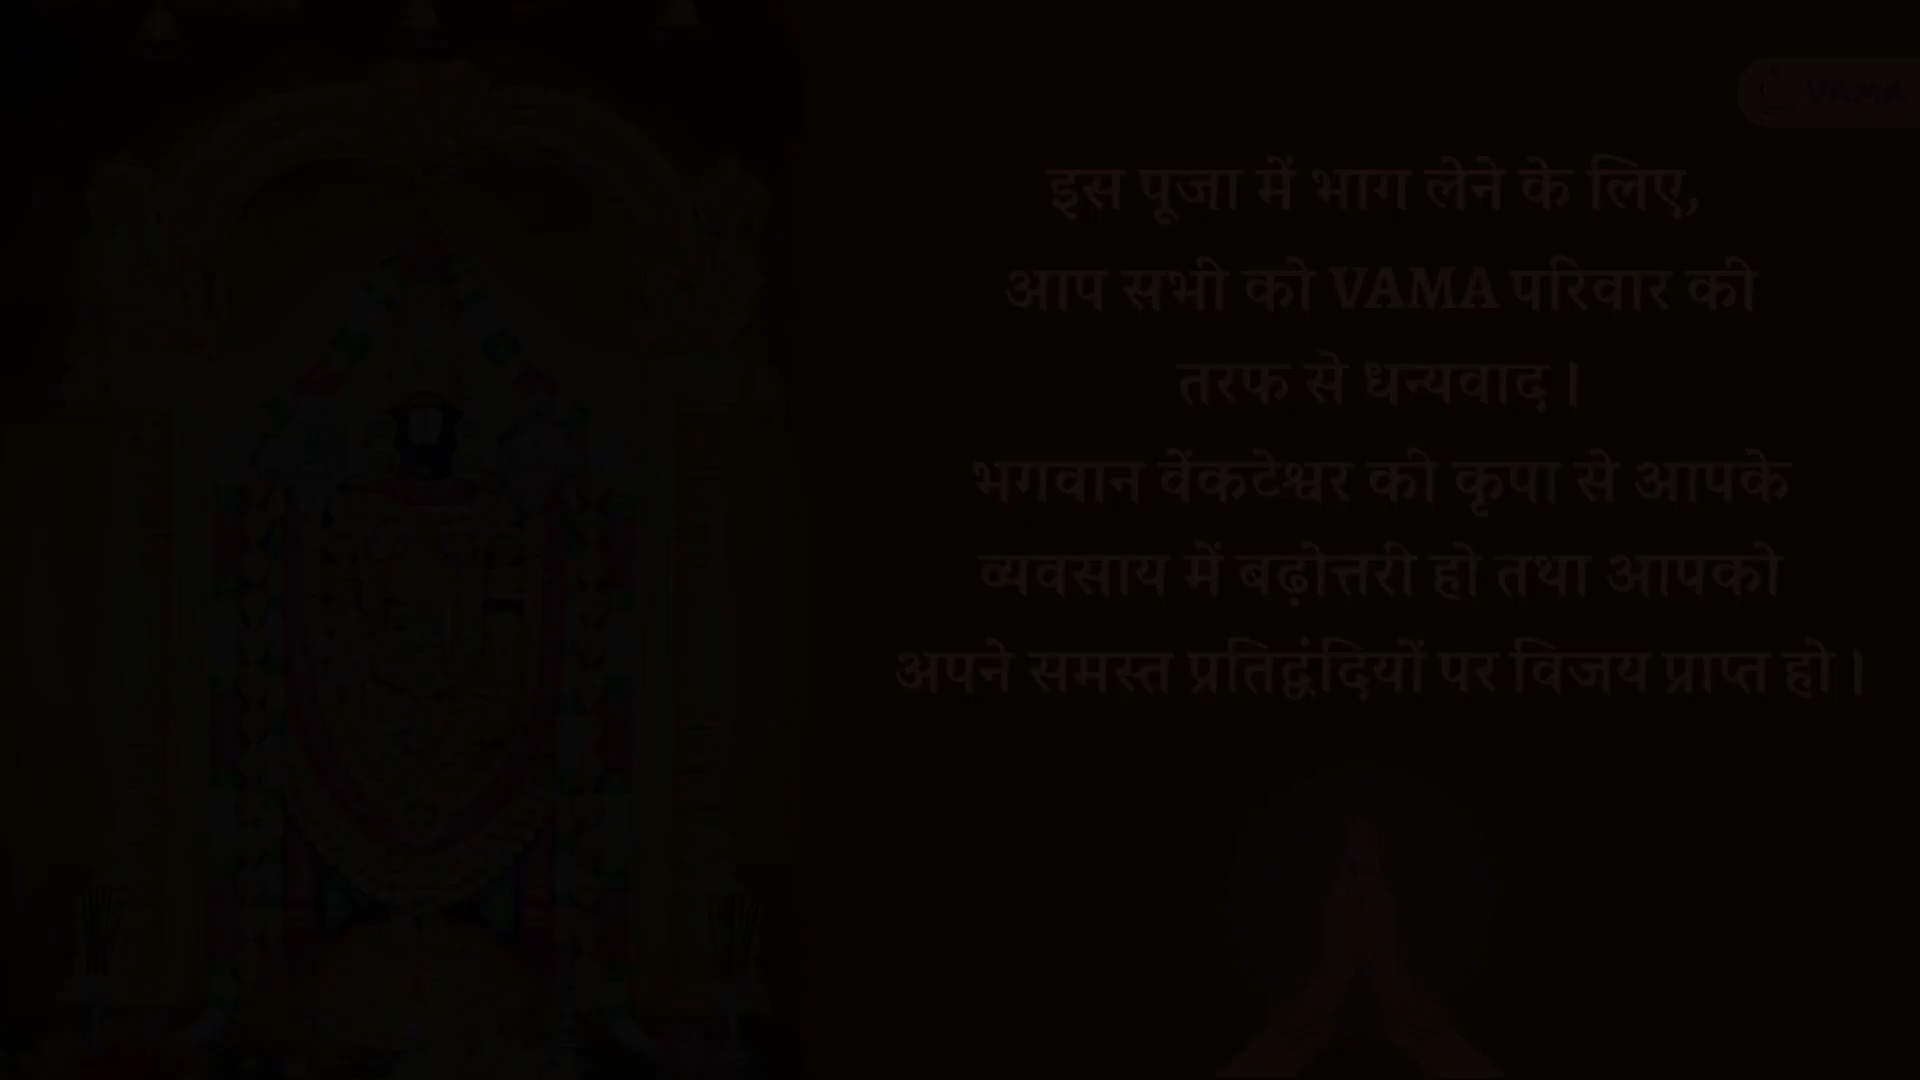 VAMA
इस पूजा में भाग लेने के लिए,
आप सभी को VAMA परिवार की
तरफ से धन्यवाद ।
भगवान वेंकटेश्वर की कृपा से आपके
व्यवसाय में बढ़ोत्तरी हो तथा आपको
अपने समस्त प्रतिद्वंदियों पर विजय प्राप्त हो ।